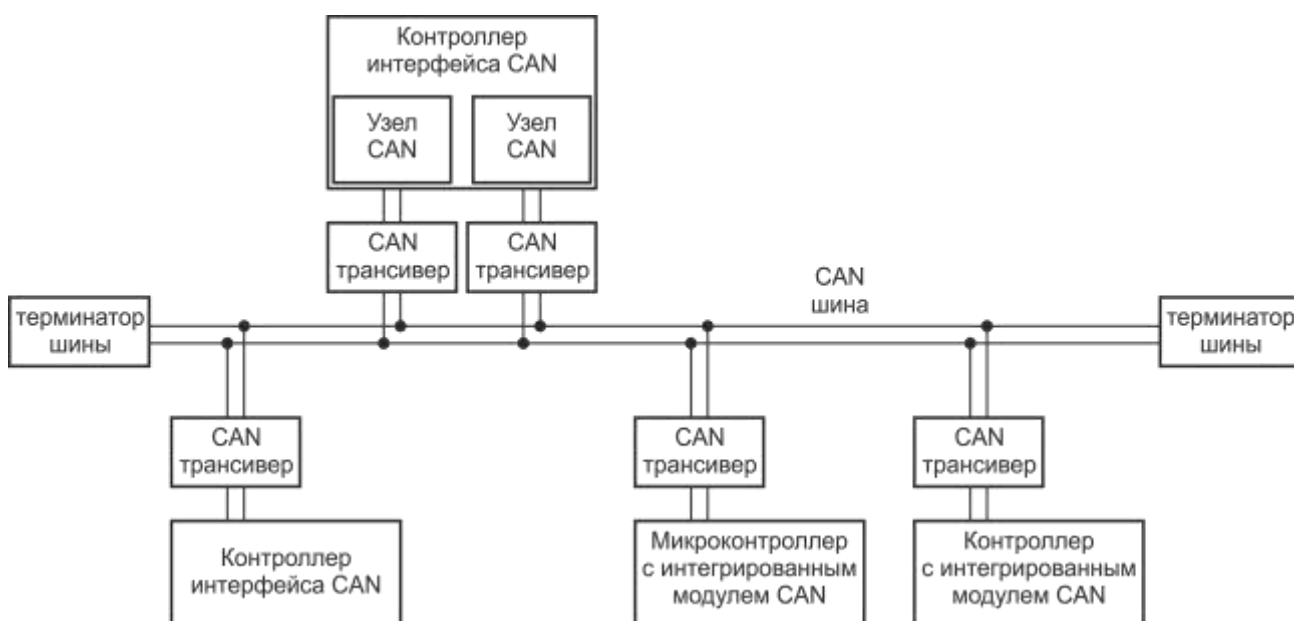 Контроллер
интерфейса CAN
Узел
CAN
Узел
CAN
CAN
трансивер
CAN
трансивер
CAN
шина
терминатор
шины
терминатор
шины
CAN
трансивер
CAN
трансивер
CAN
трансивер
Контроллер
интерфейса CAN
Микроконтроллер
с интегрированным
модулем CAN
Контроллер
с интегрированным
модулем CAN